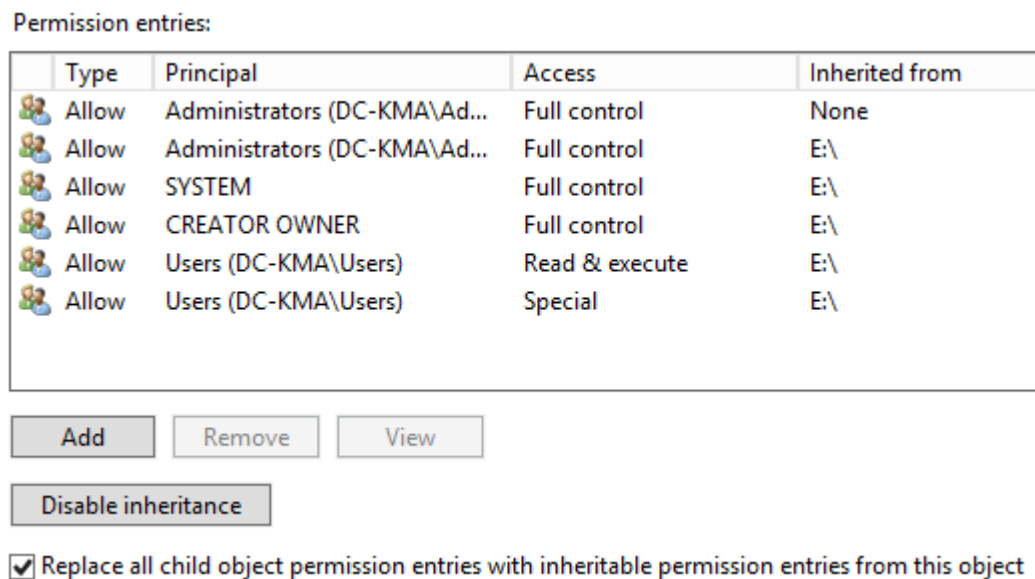 Permission entries:
Type Principal Access Inherited from
Allow Administrators (DC-KMA\Ad... Full control None
Allow Administrators (DC-KMA\Ad... Full control E:\
Allow SYSTEM Full control E:\
Allow CREATOR OWNER Full control E:\
Allow Users (DC-KMA\Users) Read & execute E:\
Allow Users (DC-KMA\Users) Special E:\
Add Remove View
Disable inheritance
Replace all child object permission entries with inheritable permission entries from this object